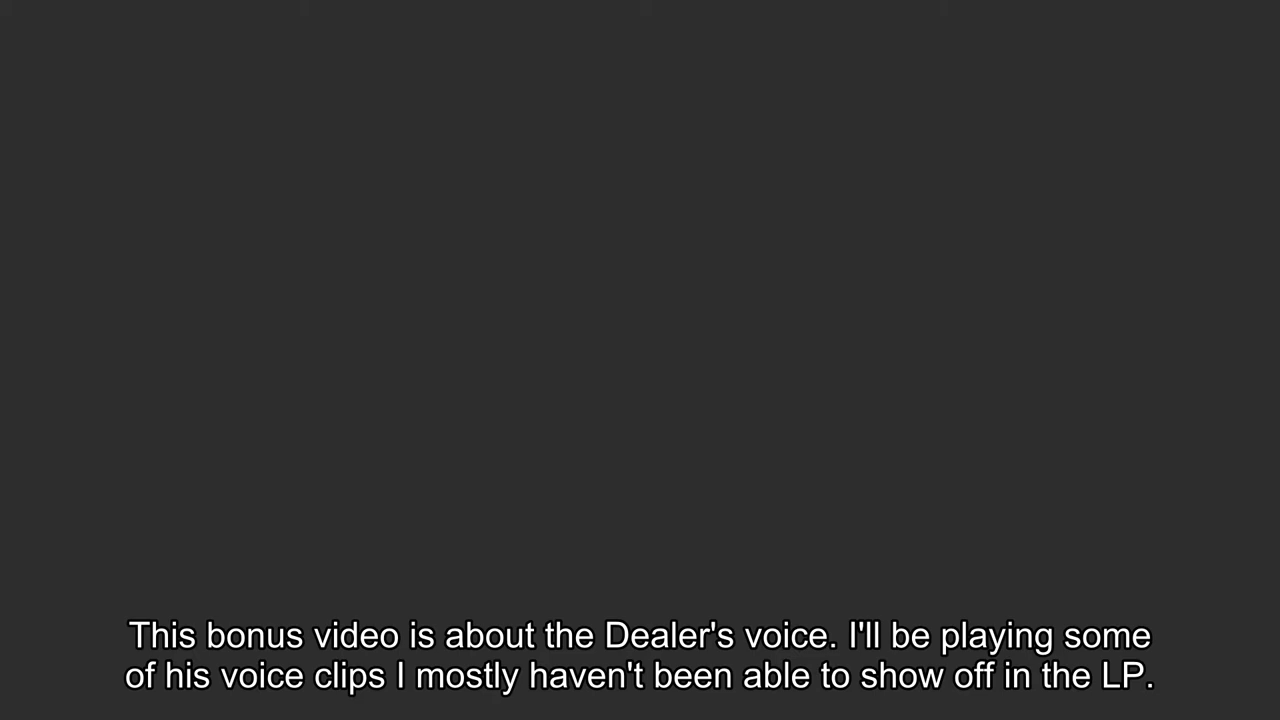 This bonus video is about the Dealer's voice. I'll be playing some
of his voice clips I mostly haven't been able to show off in the LP.